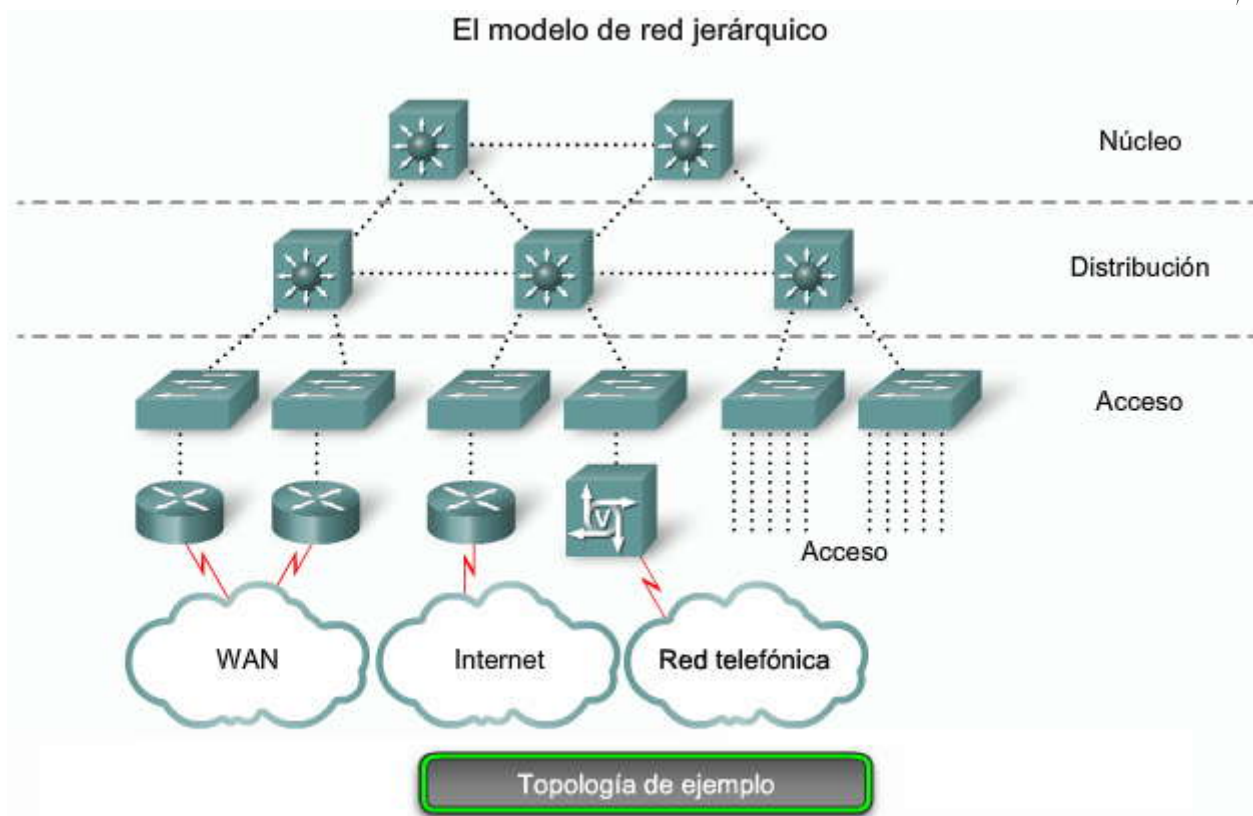 El modelo de red jerárquico
Núcleo
Distribución
Acceso
V
Acceso
WAN
Internet
Red telefónica
Topología de ejemplo